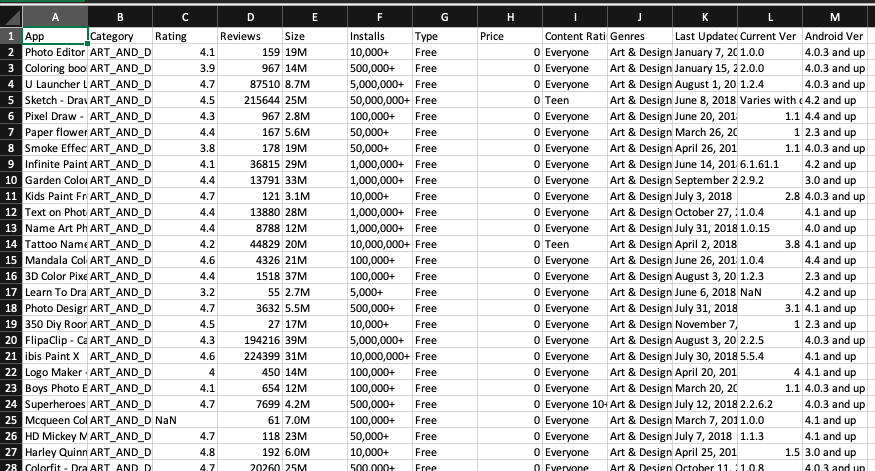 A B C D E F G H I J K L M
1 App Category Rating Reviews Size Installs Type Price Content Rati Genres Last Updated Current Ver Android Ver
2 Photo Editor ART_AND_D 4.1 159 19M 10,000+ Free 0 Everyone Art & Design January 7, 20 1.0.0 4.0.3 and up
3 Coloring boo ART_AND_D 3.9 967 14M 500,000+ Free 0 Everyone Art & Design January 15, 2 2.0.0 4.0.3 and up
4 U Launcher L ART_AND_D 4.7 87510 8.7M 5,000,000+ Free 0 Everyone Art & Design August 1, 20 1.2.4 4.0.3 and up
5 Sketch - Drav ART_AND_D 4.5 215644 25M 50,000,000+ Free 0 Teen Art & Design June 8, 2018 Varies with 4.2 and up
6 Pixel Draw - ART_AND_D 4.3 967 2.8M 100,000+ Free 0 Everyone Art & Design June 20, 201 1.1 4.4 and up
7 Paper flower ART_AND_D 4.4 167 5.6M 50,000+ Free 0 Everyone Art & Design March 26, 20 1 2.3 and up
8 Smoke Effec ART_AND_D 3.8 178 19M 50,000+ Free 0 Everyone Art & Design April 26, 201 1.1 4.0.3 and up
9 Infinite Paint ART_AND_D 4.1 36815 29M 1,000,000+ Free 0 Everyone Art & Design June 14, 201 6.1.61.1 4.2 and up
10 Garden Color ART_AND_D 4.4 13791 33M 1,000,000+ Free 0 Everyone Art & Design September 2 2.9.2 3.0 and up
11 Kids Paint Fr ART_AND_D 4.7 121 3.1M 10,000+ Free 0 Everyone Art & Design July 3, 2018 2.8 4.0.3 and up
12 Text on Phot ART_AND_D 4.4 13880 28M 1,000,000+ Free 0 Everyone Art & Design October 27, 1.0.4 4.1 and up
13 Name Art Ph ART_AND_D 4.4 8788 12M 1,000,000+ Free 0 Everyone Art & Design July 31, 2018 1.0.15 4.0 and up
14 Tattoo Name ART_AND_D 4.2 44829 20M 10,000,000+ Free 0 Teen Art & Design April 2, 2018 3.8 4.1 and up
15 Mandala Col ART_AND_D 4.6 4326 21M 100,000+ Free 0 Everyone Art & Design June 26, 201 1.0.4 4.4 and up
16 3D Color Pixe ART_AND_D 4.4 1518 37M 100,000+ Free 0 Everyone Art & Design August 3, 20 1.2.3 2.3 and up
17 Learn To Dra ART_AND_D 3.2 55 2.7M 5,000+ Free 0 Everyone Art & Design June 6, 2018 NaN 4.2 and up
18 Photo Design ART_AND_D 4.7 3632 5.5M 500,000+ Free 0 Everyone Art & Design July 31, 2018 3.1 4.1 and up
19 350 Diy Roor ART_AND_D 4.5 27 17M 10,000+ Free 0 Everyone Art & Design November 7, 1 2.3 and up
20 FlipaClip - Ca ART_AND_D 4.3 194216 39M 5,000,000+ Free 0 Everyone Art & Design August 3, 20 2.2.5 4.0.3 and up
21 ibis Paint X ART_AND_D 4.6 224399 31M 10,000,000+ Free 0 Everyone Art & Design July 30, 2018 5.5.4 4.1 and up
22 Logo Maker - ART_AND_D 4 450 14M 100,000+ Free 0 Everyone Art & Design April 20, 201 4 4.1 and up
23 Boys Photo E ART_AND_D 4.1 654 12M 100,000+ Free 0 Everyone Art & Design March 20, 20 1.1 4.0.3 and up
24 Superheroes ART_AND_D 4.7 7699 4.2M 500,000+ Free 0 Everyone 10+ Art & Design July 12, 2018 2.2.6.2 4.0.3 and up
25 Mcqueen Col ART_AND_D NaN 61 7.0M 100,000+ Free 0 Everyone Art & Design March 7, 201 1.0.0 4.1 and up
26 HD Mickey M ART_AND_D 4.7 118 23M 50,000+ Free 0 Everyone Art & Design July 7, 2018 1.1.3 4.1 and up
27 Harley Quinn ART_AND_D 4.8 192 6.0M 10,000+ Free 0 Everyone Art & Design April 25, 201 1.5 3.0 and up
28 Colorfit - Dra ART_AND_D 4.7 20260 25M 500,000+ Free 0 Everyone Art & Design October 11, 1.0.8 4.0.3 and up